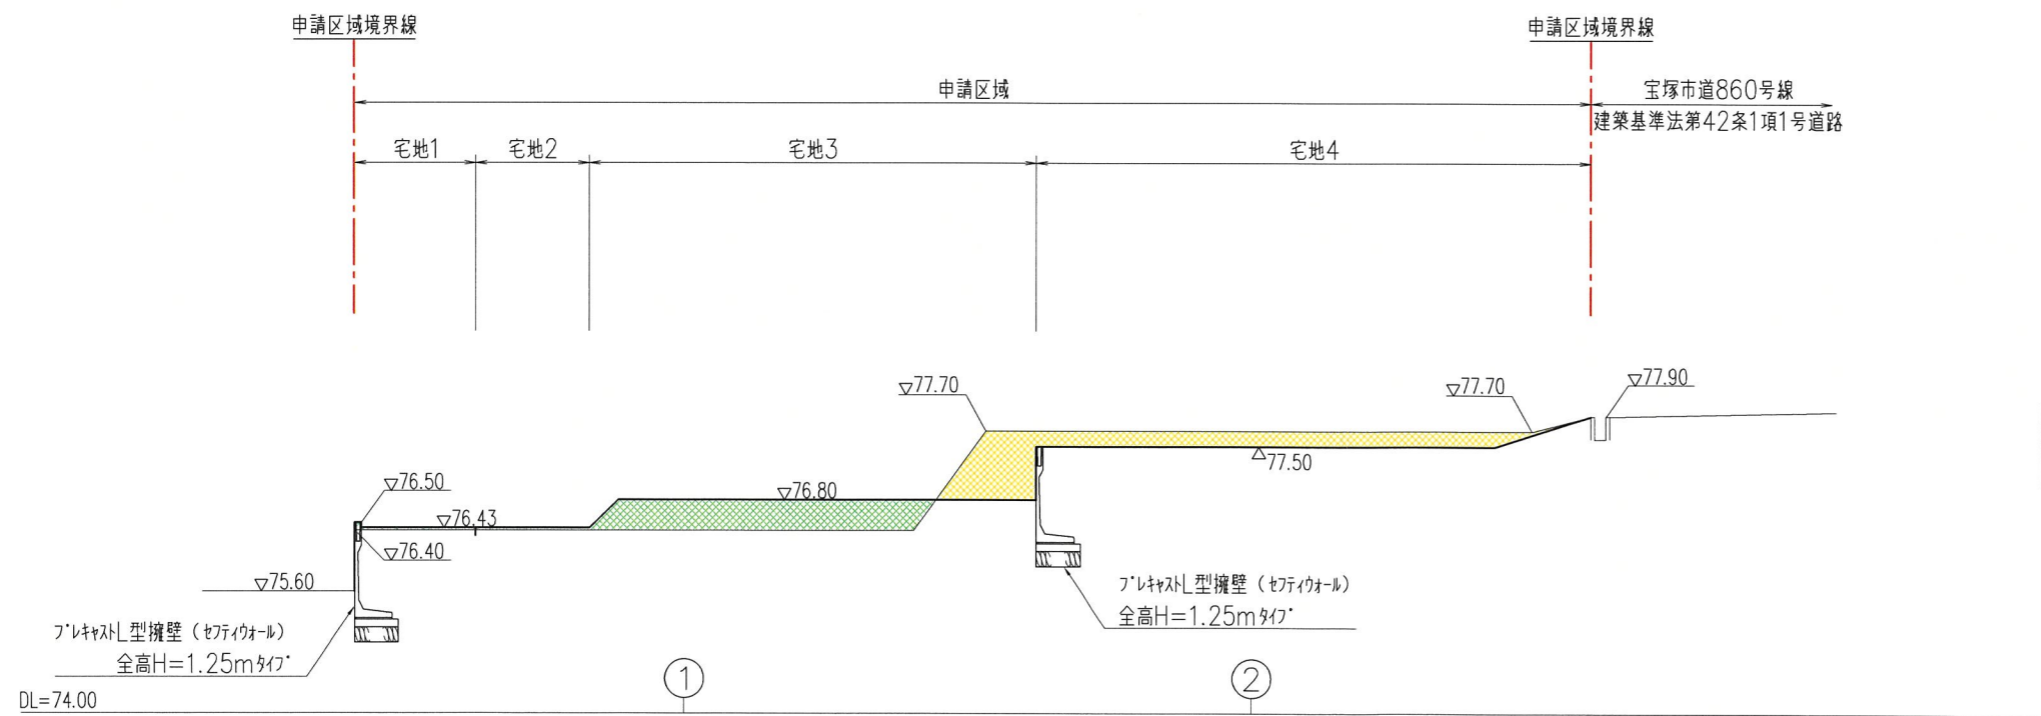 申請区域境界線
申請区域境界線
申請区域
宝塚市道860号線
建築基準法第42条1項1号道路
宅地1
宅地2
宅地3
宅地4
▽77.70
▽77.70
▽77.90
77.50
▽76.80
▽76.50
▽76.43
▽76.40
▽75.60
プレキャストL型擁壁(セフティウォール)
全高H=1.25mタイプ
プレキャストL型擁壁(セフティウォール)
全高H=1.25mタイプ
①
②
DL=74.00